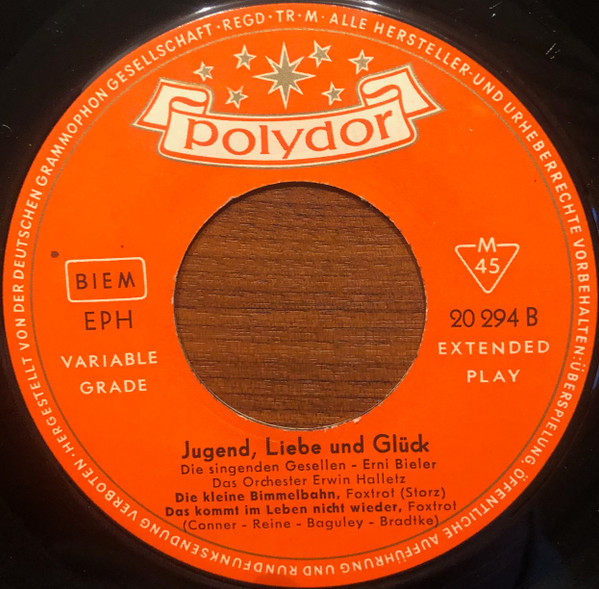 HERGESTELLT VON DER DEUTSCHEN GRAMMOPHON GESELLSCHAFT · REGD · TR · M · ALLE HERSTELLER- UND URHEBERRECHTE VORBEHALTEN: ÜBERSPIELUNG, ÖFFENTLICHE AUFFÜHRUNG UND RUNDFUNKSENDUNG VERBOTEN ·
polydor
BIEM
EPH
VARIABLE
GRADE
M
45
20 294 B
EXTENDED
PLAY
Jugend, Liebe und Glück
Die singenden Gesellen - Erni Bieler
Das Orchester Erwin Halletz
Die kleine Bimmelbahn, Foxtrot (Storz)
Das kommt im Leben nicht wieder, Foxtrot
(Conner - Reine - Baguley - Bradtke)